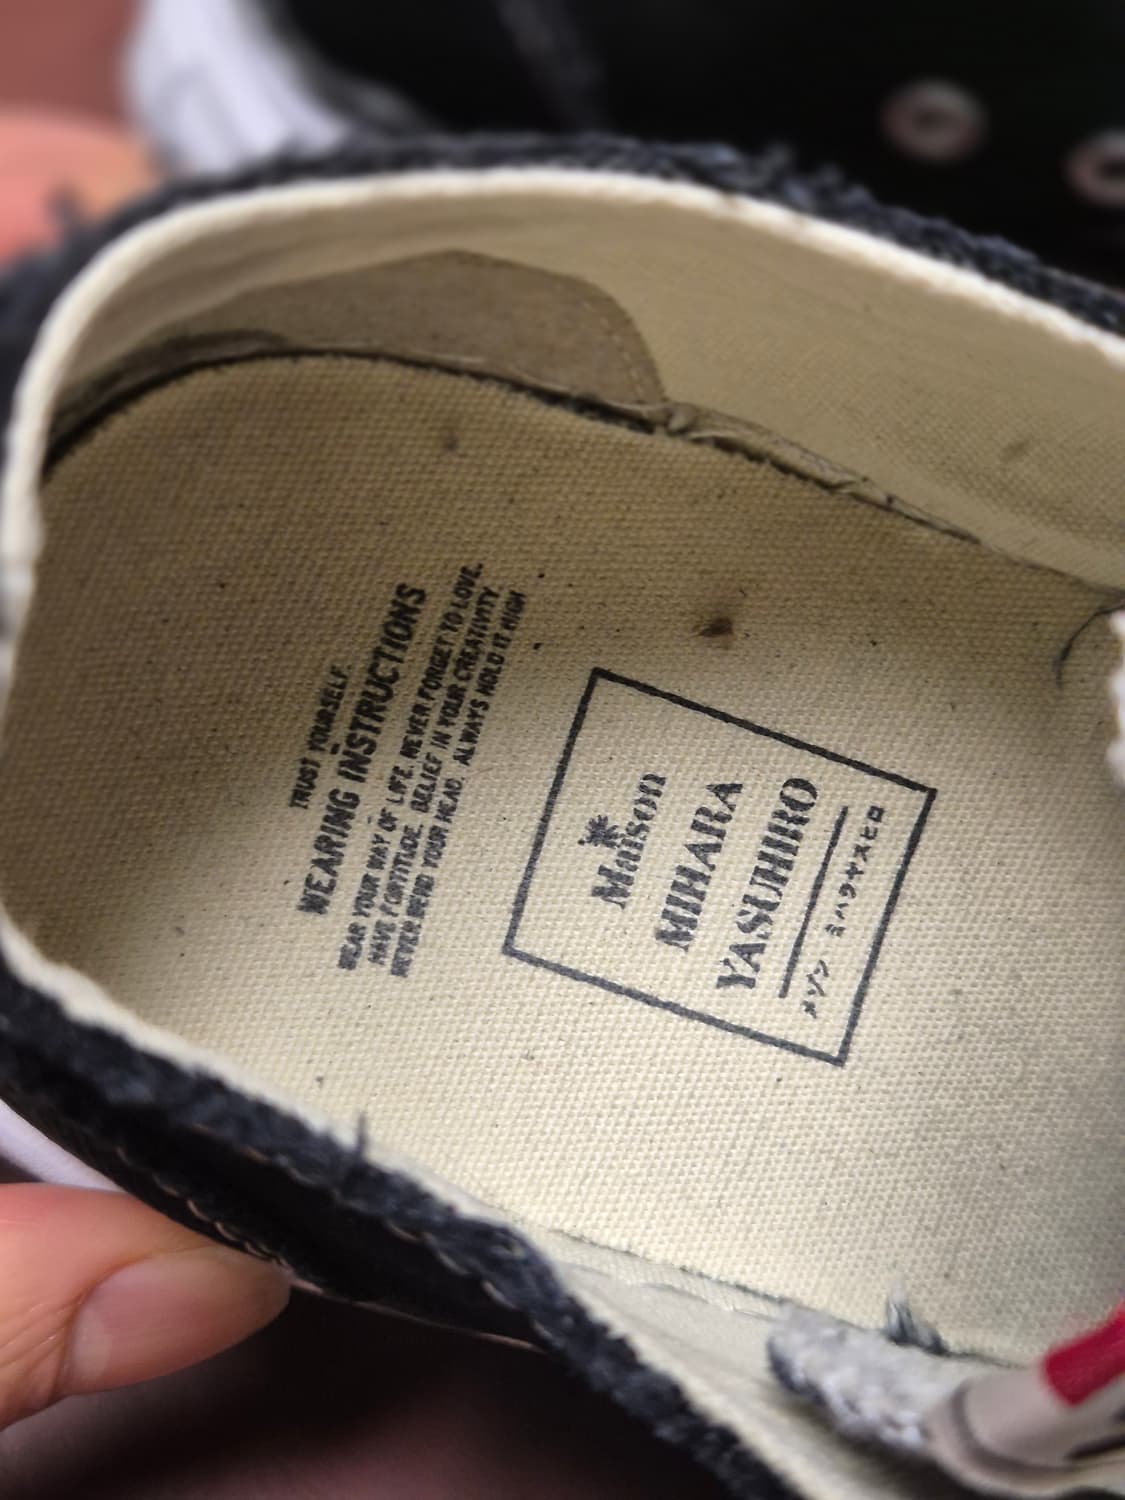 TRUST YOURSELF.
WEARING INSTRUCTIONS
WEAR YOUR WAY OF LIFE. NEVER FORGET TO LOVE.
HAVE FORTITUDE. BELIEF IN YOUR CREATIVITY
NEVER BEND YOUR HEAD. ALWAYS HOLD IT HIGH
Maison
MIHARA
YASUHIRO
メゾン ミハラヤスヒロ